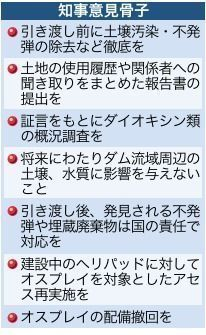 知事意見骨子
引き渡し前に土壌汚染・不発
弾の除去など徹底を
土地の使用履歴や関係者への
聞き取りをまとめた報告書の
提出を
証言をもとにダイオキシン類
の概況調査を
将来にわたりダム流域周辺の
土壌、水質に影響を与えない
こと
引き渡し後、発見される不発
弾や埋蔵廃棄物は国の責任で
対応を
建設中のヘリパッドに対して
オスプレイを対象としたアセ
ス再実施を
オスプレイの配備撤回を